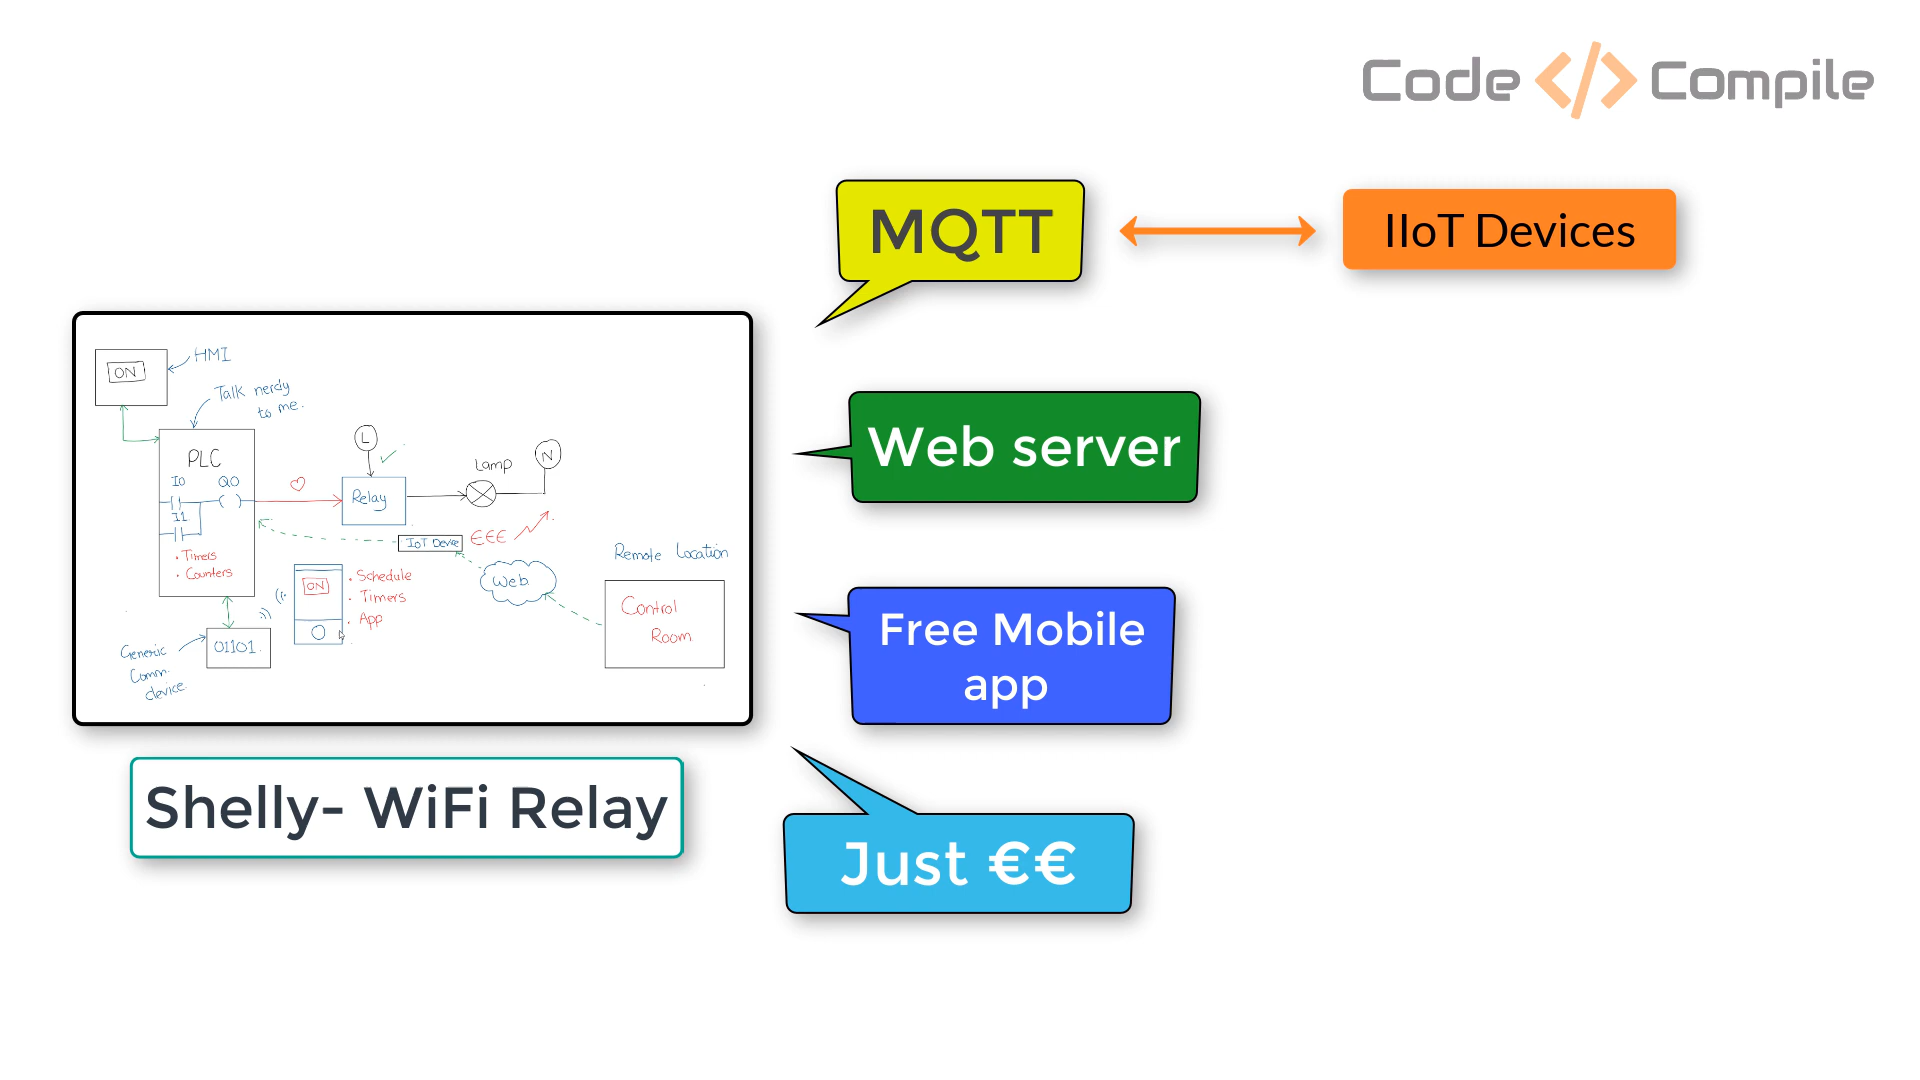 Code </> Compile
MQTT
IIoT Devices
HMI
ON
Talk nerdy
to me.
PLC
I0 Q0
I1
• Timers
• Counters
L
Relay
Lamp
N
IoT Device
€€€
Web
Remote Location
Control
Room
ON
• Schedule
• Timers
• App
01101
Generic
Comm.
device
Web server
Free Mobile
app
Shelly- WiFi Relay
Just €€